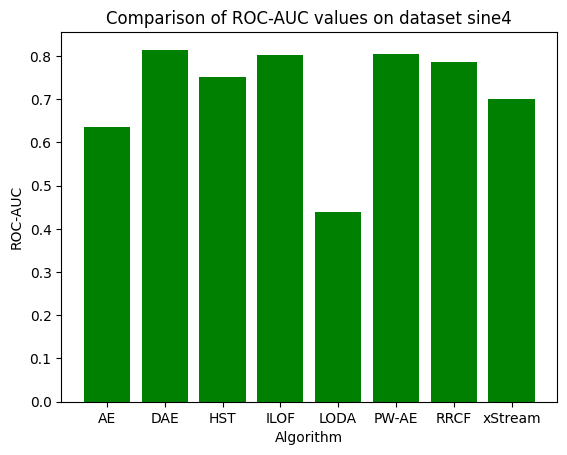 Comparison of ROC-AUC values on dataset sine4
ROC-AUC
0.8
0.7
0.6
0.5
0.4
0.3
0.2
0.1
0.0
AE DAE HST ILOF LODA PW-AE RRCF xStream
Algorithm